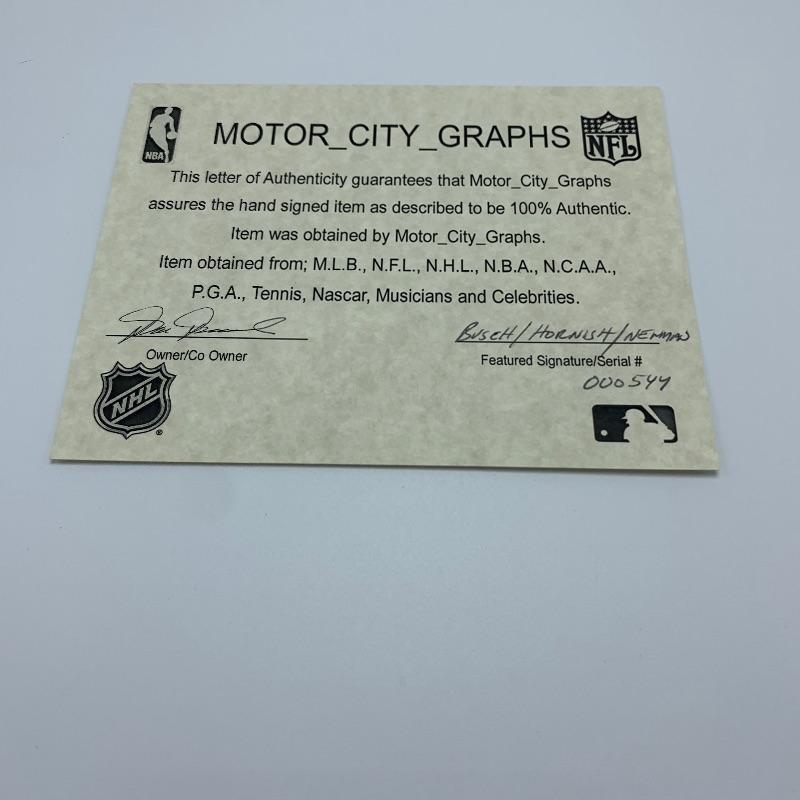 MOTOR_CITY_GRAPHS
NBA
NFL
This letter of Authenticity guarantees that Motor_City_Graphs
assures the hand signed item as described to be 100% Authentic.
Item was obtained by Motor_City_Graphs.
Item obtained from; M.L.B., N.F.L., N.H.L., N.B.A., N.C.A.A.,
P.G.A., Tennis, Nascar, Musicians and Celebrities.
BUSCH/HORNISH/NEWMAN
Owner/Co Owner
Featured Signature/Serial #
000544
NHL
®